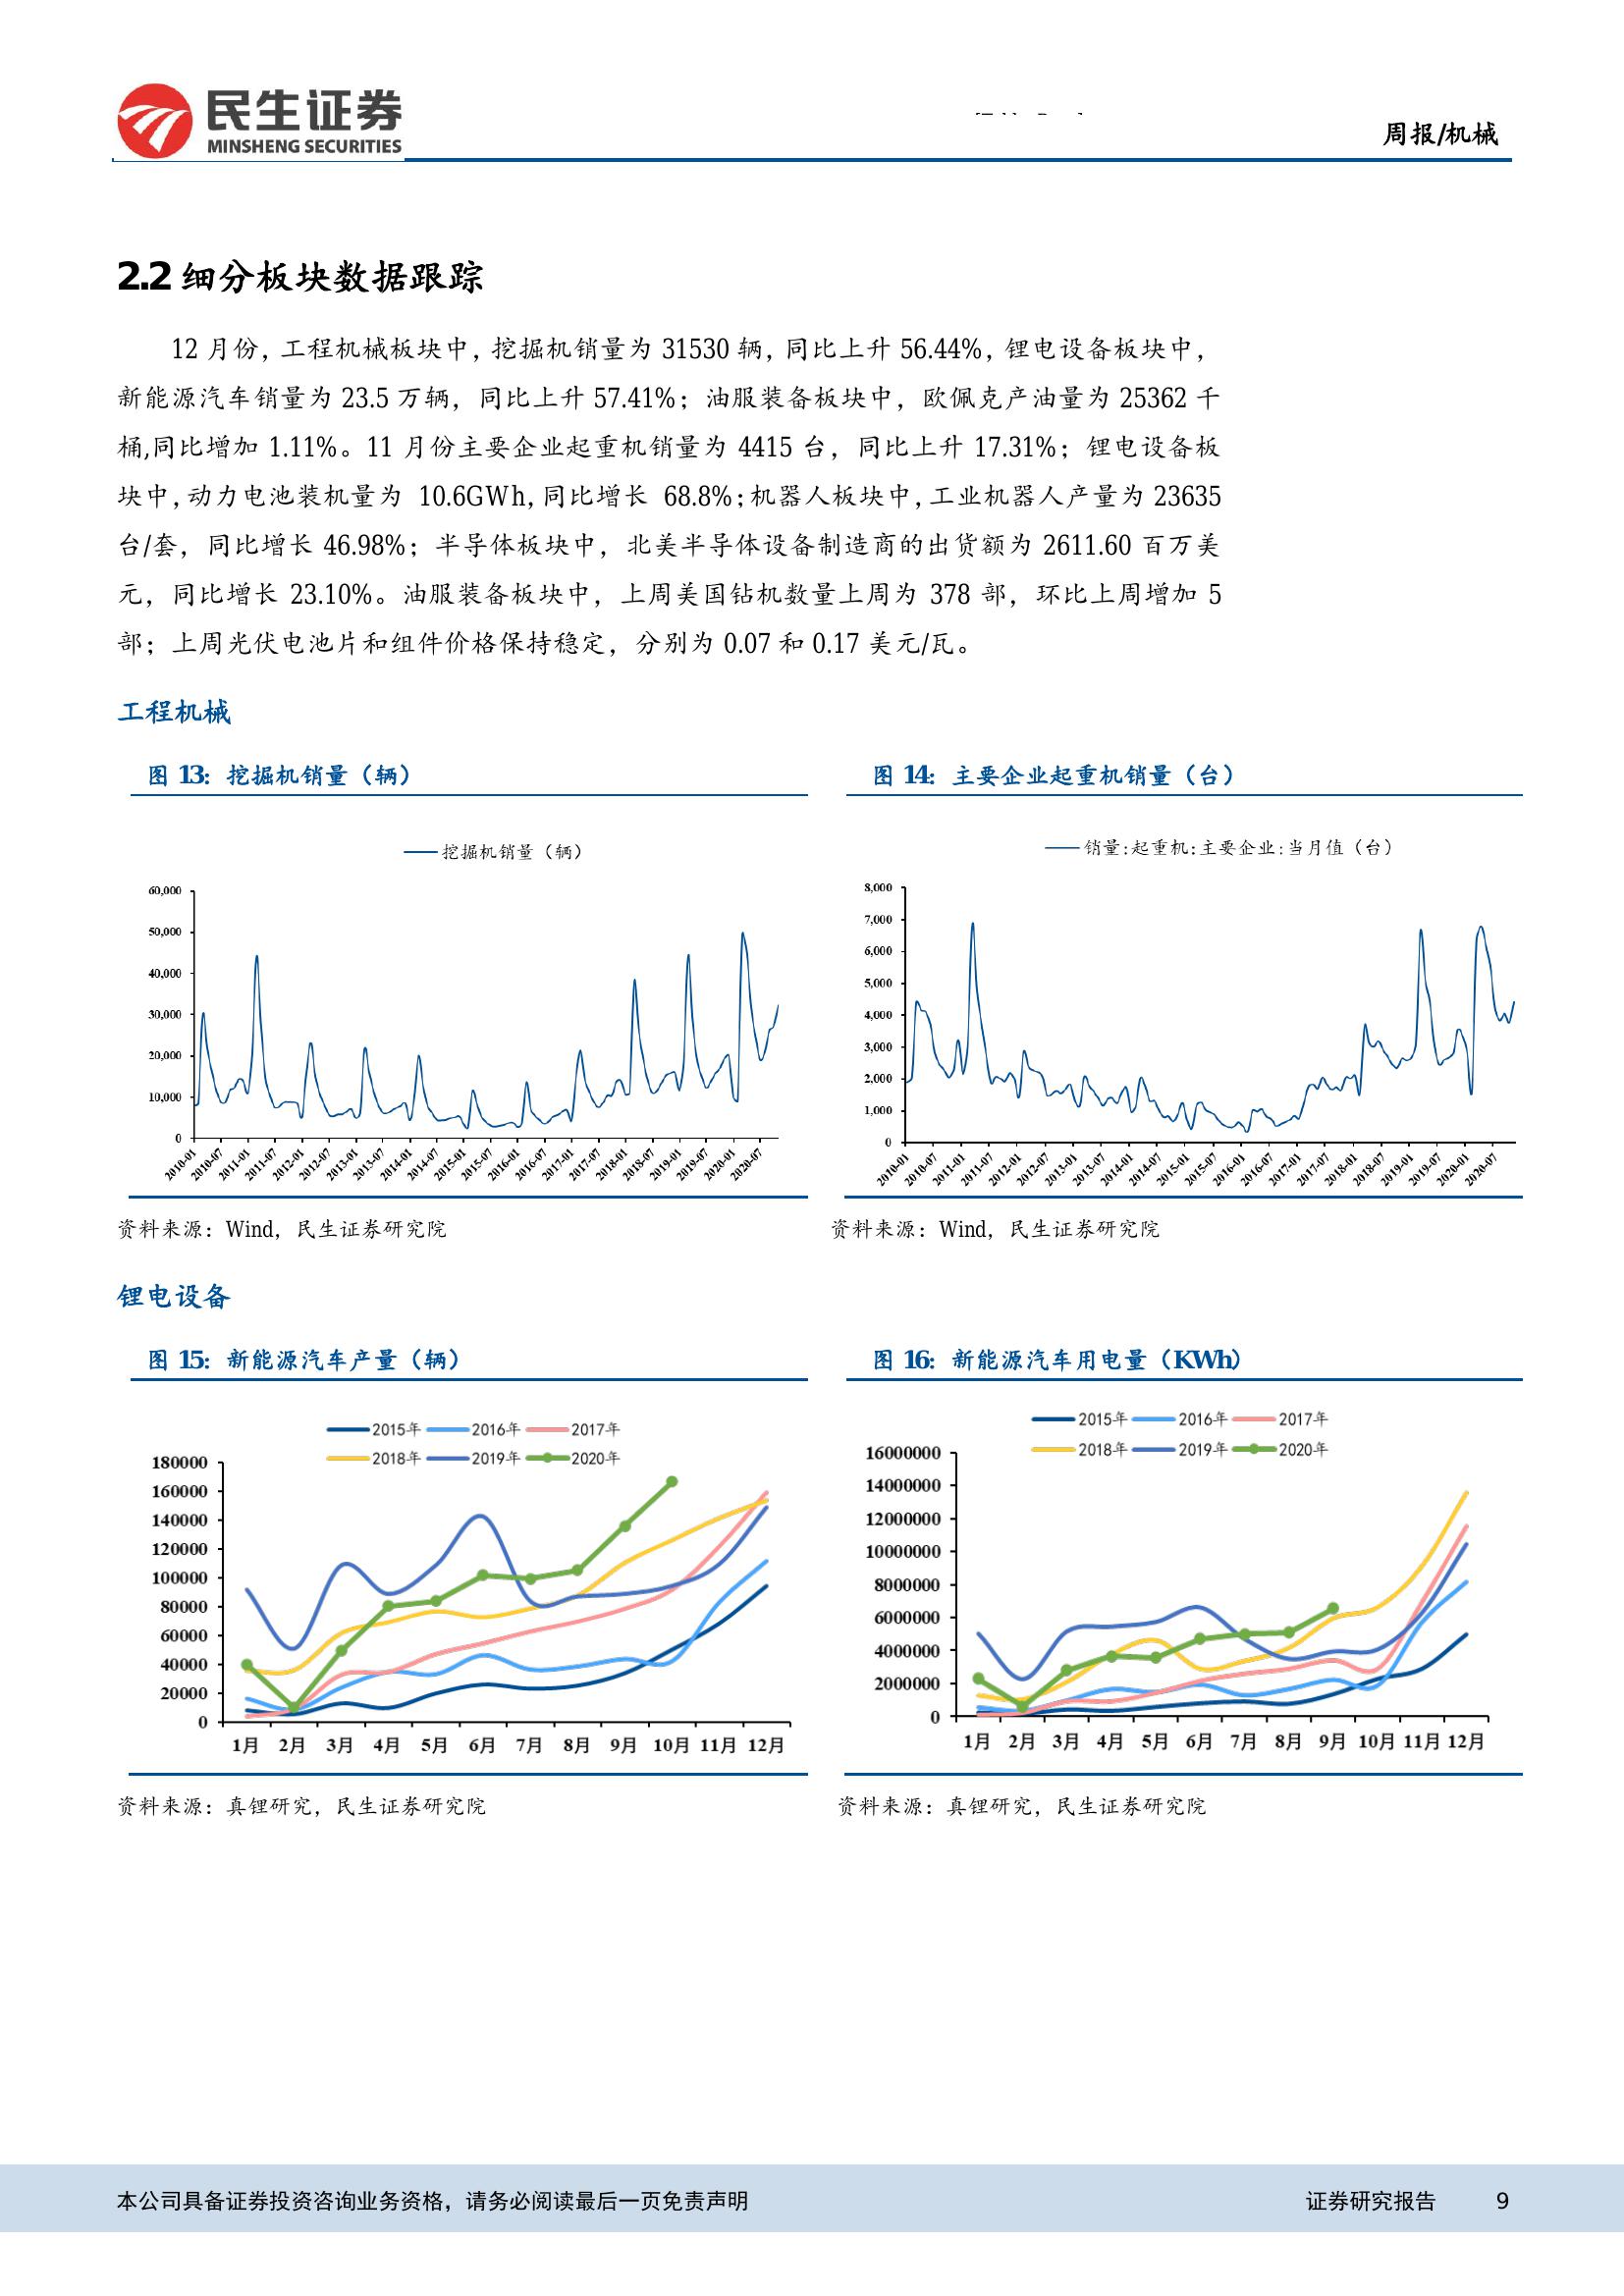 民生证券
MINSHENG SECURITIES
周报/机械
2.2 细分板块数据跟踪
12 月份，工程机械板块中，挖掘机销量为 31530 辆，同比上升 56.44%，锂电设备板块中，
新能源汽车销量为 23.5 万辆，同比上升 57.41%；油服装备板块中，欧佩克产油量为 25362 千
桶,同比增加 1.11%。11 月份主要企业起重机销量为 4415 台，同比上升 17.31%；锂电设备板
块中，动力电池装机量为 10.6GWh，同比增长 68.8%；机器人板块中，工业机器人产量为 23635
台/套，同比增长 46.98%；半导体板块中，北美半导体设备制造商的出货额为 2611.60 百万美
元，同比增长 23.10%。油服装备板块中，上周美国钻机数量上周为 378 部，环比上周增加 5
部；上周光伏电池片和组件价格保持稳定，分别为 0.07 和 0.17 美元/瓦。
工程机械
图 13：挖掘机销量（辆）
挖掘机销量（辆）
60,000
50,000
40,000
30,000
20,000
10,000
0
2010-01 2010-07 2011-01 2011-07 2012-01 2012-07 2013-01 2013-07 2014-01 2014-07 2015-01 2015-07 2016-01 2016-07 2017-01 2017-07 2018-01 2018-07 2019-01 2019-07 2020-01 2020-07
资料来源：Wind，民生证券研究院
图 14：主要企业起重机销量（台）
销量:起重机:主要企业:当月值（台）
8,000
7,000
6,000
5,000
4,000
3,000
2,000
1,000
0
2010-01 2010-07 2011-01 2011-07 2012-01 2012-07 2013-01 2013-07 2014-01 2014-07 2015-01 2015-07 2016-01 2016-07 2017-01 2017-07 2018-01 2018-07 2019-01 2019-07 2020-01 2020-07
资料来源：Wind，民生证券研究院
锂电设备
图 15：新能源汽车产量（辆）
2015年 2016年 2017年
2018年 2019年 2020年
180000
160000
140000
120000
100000
80000
60000
40000
20000
0
1月 2月 3月 4月 5月 6月 7月 8月 9月 10月 11月 12月
资料来源：真锂研究，民生证券研究院
图 16：新能源汽车用电量（KWh）
2015年 2016年 2017年
2018年 2019年 2020年
16000000
14000000
12000000
10000000
8000000
6000000
4000000
2000000
0
1月 2月 3月 4月 5月 6月 7月 8月 9月 10月 11月 12月
资料来源：真锂研究，民生证券研究院
本公司具备证券投资咨询业务资格，请务必阅读最后一页免责声明
证券研究报告 9